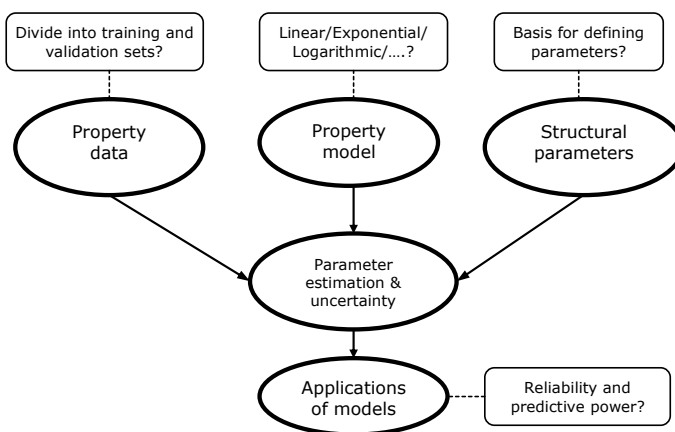 Divide into training and
validation sets?
Linear/Exponential/
Logarithmic/....?
Basis for defining
parameters?
Property
data
Property
model
Structural
parameters
Parameter
estimation &
uncertainty
Applications
of models
Reliability and
predictive power?